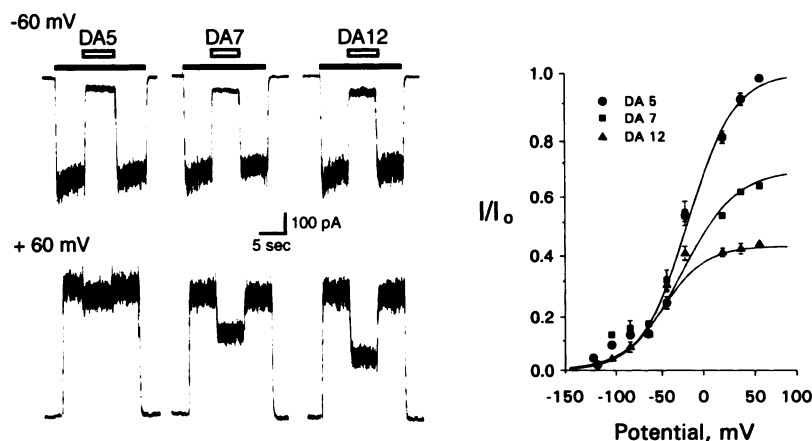 -60 mV
DA5 DA7 DA12
100 pA
5 sec
+ 60 mV
1.0
0.8
0.6
0.4
0.2
0.0
I/Io
DA 5
DA 7
DA 12
-150 -100 -50 0 50 100
Potential, mV